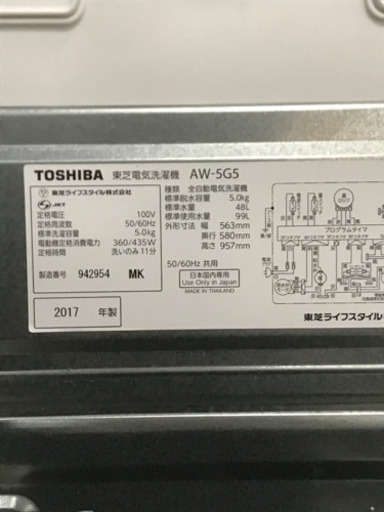 TOSHIBA 東芝電気洗濯機 AW-5G5
東芝ライフスタイル株式会社
JET
定格電圧 100V
定格周波数 50/60Hz
定格洗濯容量 5.0kg
電動機定格消費電力 360/435W
定格時間 洗いのみ 11分
製造番号 942954 MK
2017 年製
種類 全自動電気洗濯機
標準脱水容量 5.0kg
標準水量 48L
標準使用水量 99L
外形寸法 幅 563mm
奥行 580mm
高さ 957mm
50/60Hz 共用
日本国内専用
Use Only in Japan
MADE IN THAILAND
プログラムタイマ
東芝ライフスタイル